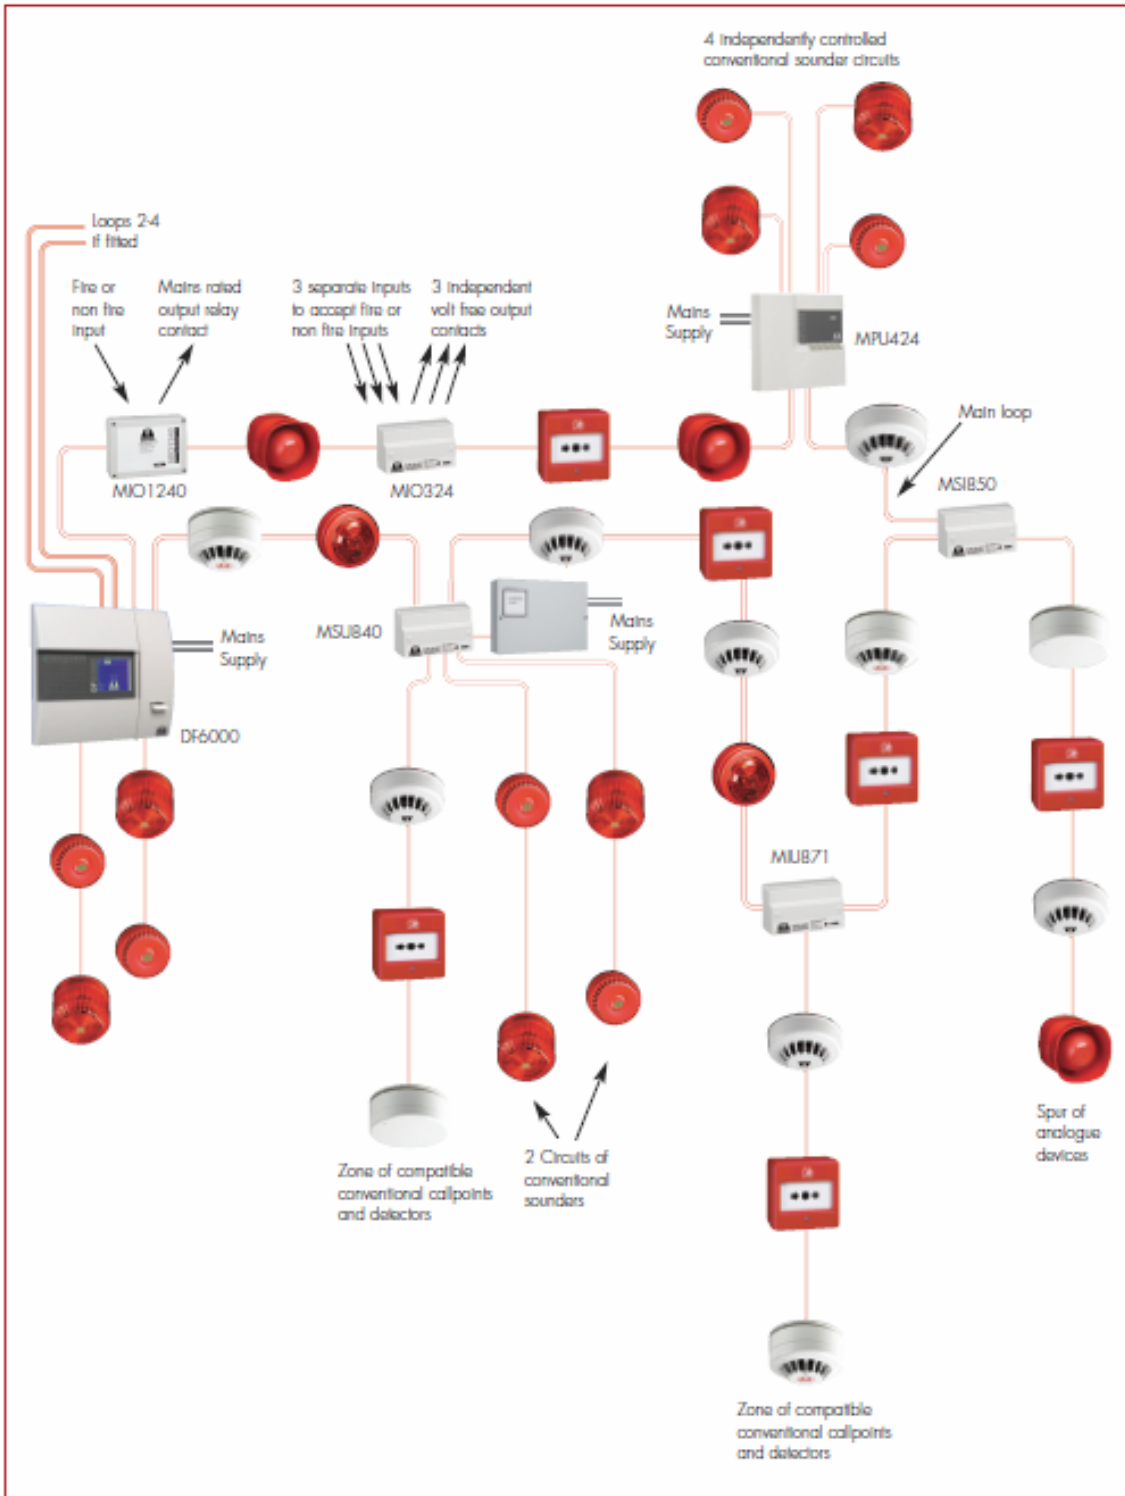 4 independently controlled
conventional sounder circuits
Loops 2-4
if fitted
Fire or
non fire
input
Mains rated
output relay
contact
3 separate inputs
to accept fire or
non fire inputs
3 independent
volt free output
contacts
Mains
Supply
MPU424
Main loop
MIO1240
MIO324
MSI850
MSU840
Mains
Supply
Mains
Supply
DF6000
MIU871
Spur of
analogue
devices
2 Circuits of
conventional
sounders
Zone of compatible
conventional callpoints
and detectors
Zone of compatible
conventional callpoints
and detectors